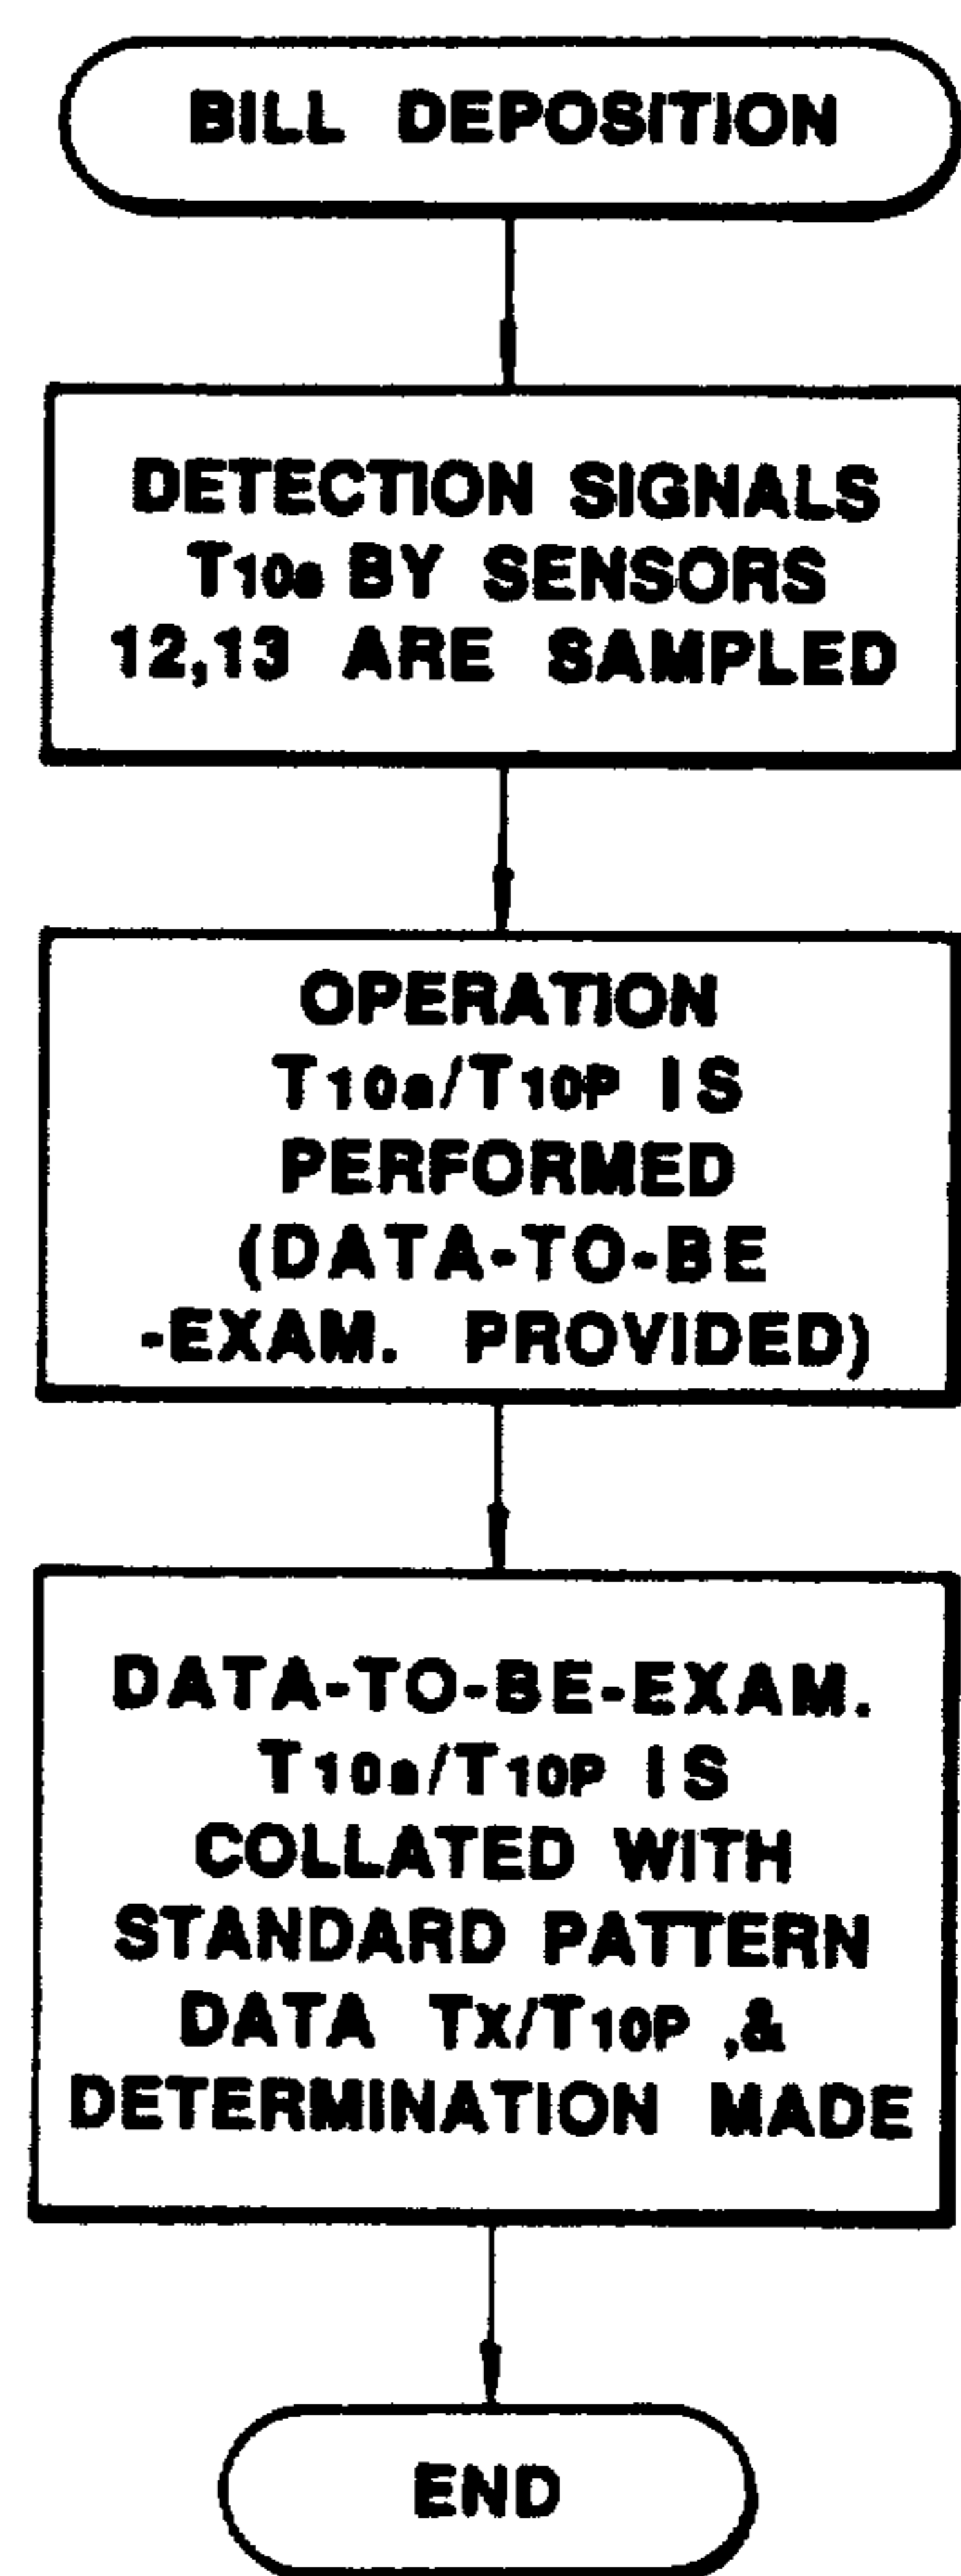 BILL DEPOSITION
DETECTION SIGNALS
T10a BY SENSORS
12,13 ARE SAMPLED
OPERATION
T10a/T10P IS
PERFORMED
(DATA-TO-BE
-EXAM. PROVIDED)
DATA-TO-BE-EXAM.
T10a/T10P IS
COLLATED WITH
STANDARD PATTERN
DATA TX/T10P ,&
DETERMINATION MADE
END